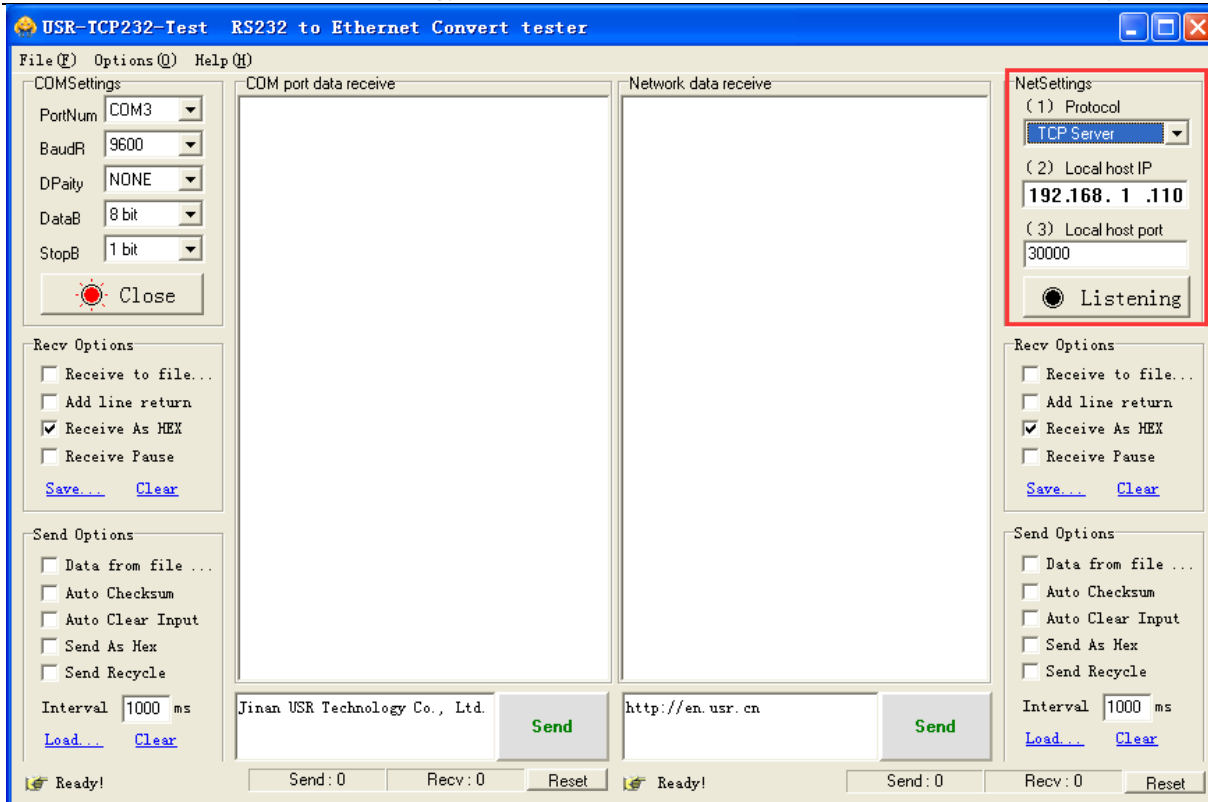 USR-TCP232-Test RS232 to Ethernet Convert tester
File(F) Options(O) Help(H)
COMSettings
PortNum COM3
BaudR 9600
DPaity NONE
DataB 8 bit
StopB 1 bit
Close
Recv Options
Receive to file...
Add line return
Receive As HEX
Receive Pause
Save... Clear
Send Options
Data from file ...
Auto Checksum
Auto Clear Input
Send As Hex
Send Recycle
Interval 1000 ms
Load... Clear
COM port data receive
Jinan USR Technology Co., Ltd.
Send
Ready!
Send : 0 Recv : 0 Reset
Network data receive
http://en.usr.cn
Send
Ready!
Send : 0 Recv : 0 Reset
NetSettings
(1) Protocol
TCP Server
(2) Local host IP
192.168. 1 .110
(3) Local host port
30000
Listening
Recv Options
Receive to file...
Add line return
Receive As HEX
Receive Pause
Save... Clear
Send Options
Data from file ...
Auto Checksum
Auto Clear Input
Send As Hex
Send Recycle
Interval 1000 ms
Load... Clear